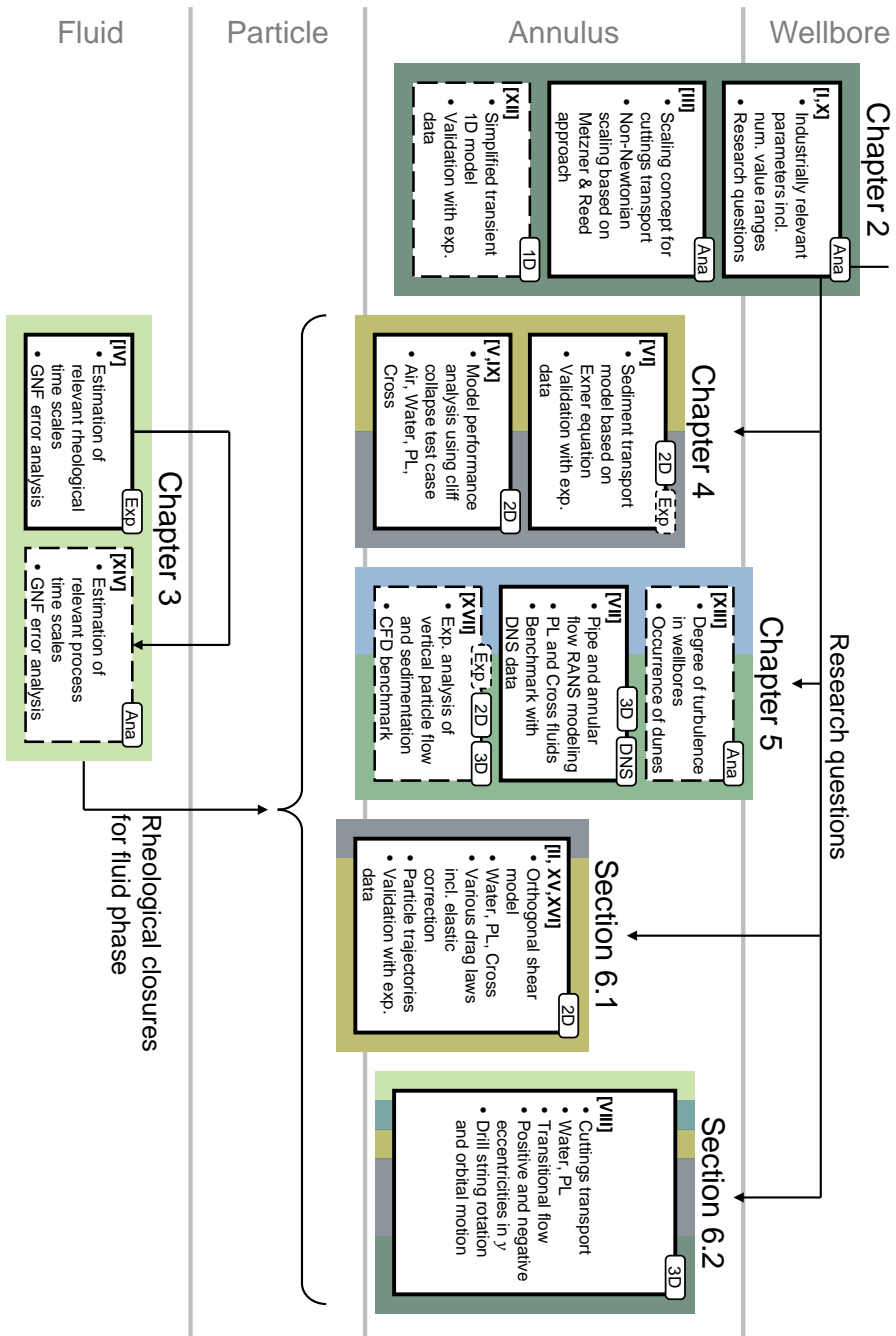 Wellbore
Annulus
Particle
Fluid
Chapter 2
[I,X]
• Industrially relevant
parameters incl.
num. value ranges
• Research questions
Ana
[III]
• Scaling concept for
cuttings transport
• Non-Newtonian
scaling based on
Metzner & Reed
approach
Ana
[XII]
• Simplified transient
1D model
• Validation with exp.
data
1D
Research questions
Chapter 4
[VI]
• Sediment transport
model based on
Exner equation
• Validation with exp.
data
2D
Exp
[V,IX]
• Model performance
analysis using cliff
collapse test case
• Air, Water, PL,
Cross
2D
Chapter 5
[XIII]
• Degree of turbulence
in wellbores
• Occurrence of dunes
Ana
[VII]
• Pipe and annular
flow RANS modeling
• PL and Cross fluids
• Benchmark with
DNS data
3D
DNS
[XVII]
• Exp. analysis of
vertical particle flow
and sedimentation
• CFD benchmark
Exp
2D
3D
Section 6.1
[II, XV,XVI]
• Orthogonal shear
model
• Water, PL, Cross
• Various drag laws
incl. elastic
correction
• Particle trajectories
• Validation with exp.
data
2D
Section 6.2
[VIII]
• Cuttings transport
• Water, PL
• Transitional flow
• Positive and negative
eccentricities in y
• Drill string rotation
and orbital motion
3D
Chapter 3
[IV]
• Estimation of
relevant rheological
time scales
• GNF error analysis
Exp
[XIV]
• Estimation of
relevant process
time scales
• GNF error analysis
Ana
Rheological closures
for fluid phase